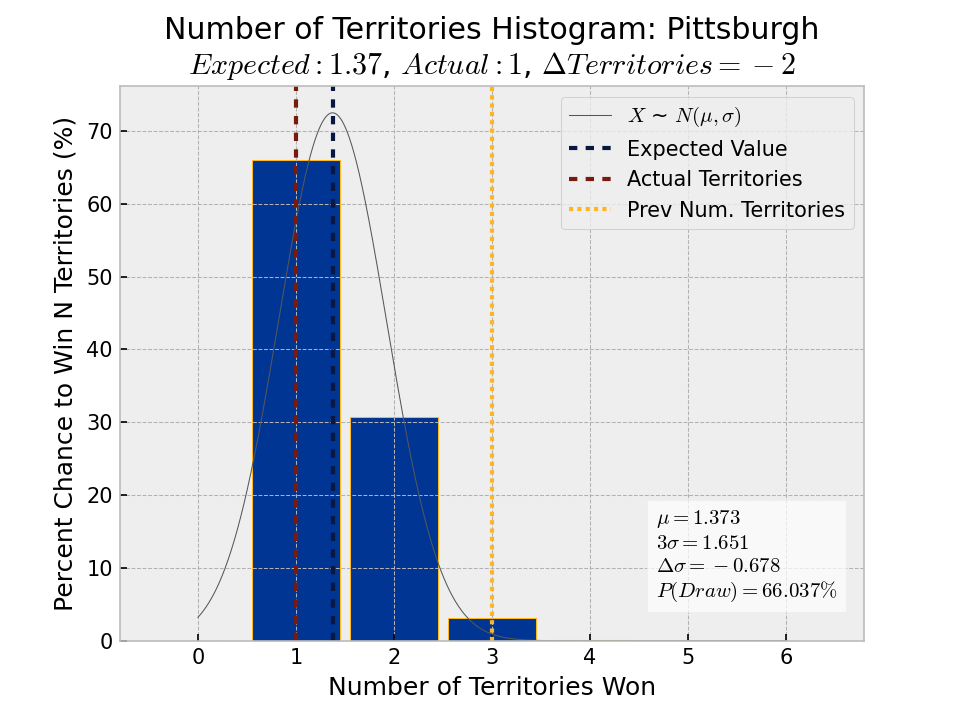 Number of Territories Histogram: Pittsburgh
Expected : 1.37, Actual : 1, ΔTerritories = −2
Percent Chance to Win N Territories (%)
70
60
50
40
30
20
10
0
X ~ N(μ, σ)
Expected Value
Actual Territories
Prev Num. Territories
μ = 1.373
3σ = 1.651
Δσ = −0.678
P(Draw) = 66.037%
0 1 2 3 4 5 6
Number of Territories Won